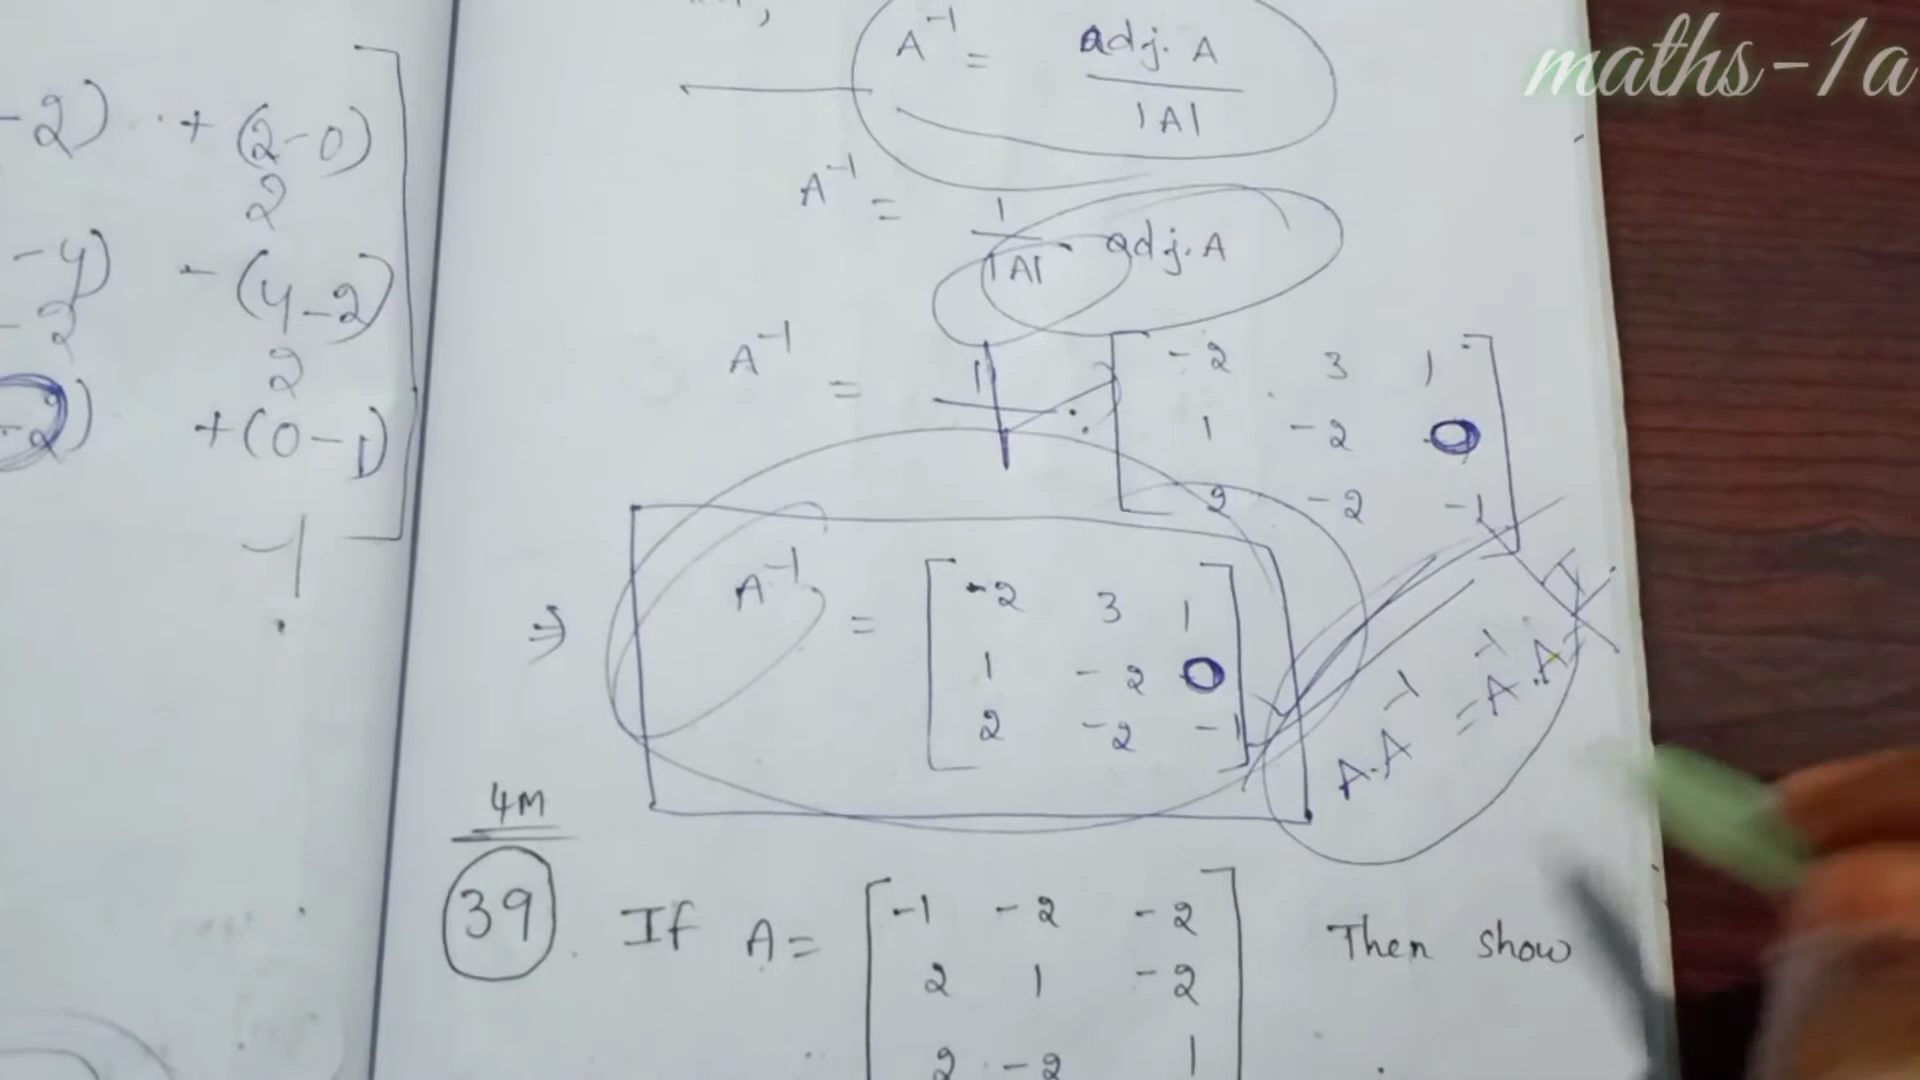 maths-1a
-2) + (2-0)
2
-4) - (4-2)
-2 2
-2) +(0-1)
-1
A⁻¹ = adj. A
|A|
A⁻¹ = 1 . adj. A
|A|
A⁻¹ = 1 . [ -2 3 1
1
1 -2 0
2 -2 -1 ]
⇒ A⁻¹ = [ -2 3 1
1 -2 0
2 -2 -1 ]
A.A⁻¹ = A⁻¹.A
4M
39. If A = [ -1 -2 -2 Then show
2 1 -2
2 -2 1